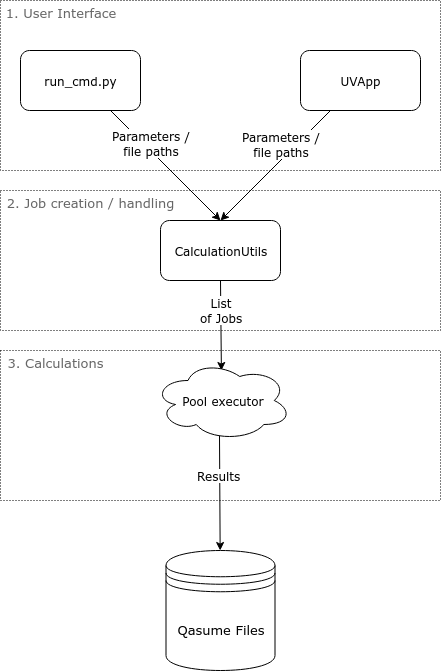 1. User Interface
run_cmd.py
UVApp
Parameters /
file paths
Parameters /
file paths
2. Job creation / handling
CalculationUtils
List
of Jobs
3. Calculations
Pool executor
Results
Qasume Files